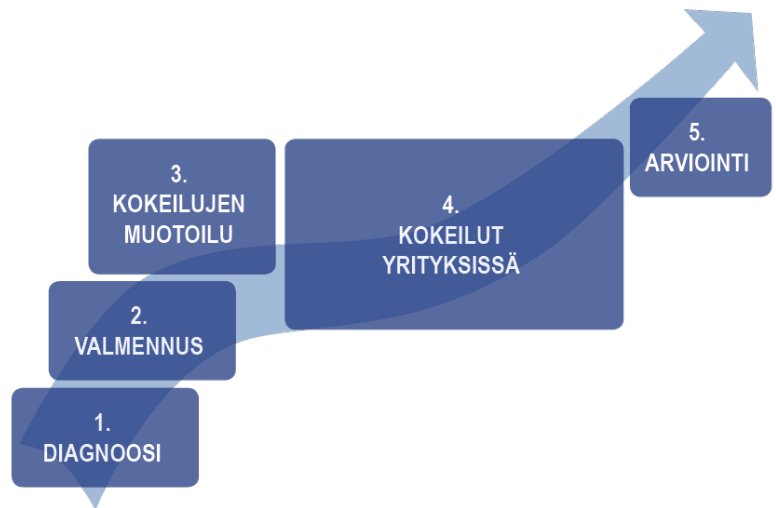 1.
DIAGNOOSI
2.
VALMENNUS
3.
KOKEILUJEN
MUOTOILU
4.
KOKEILUT
YRITYKSISSÄ
5.
ARVIOINTI